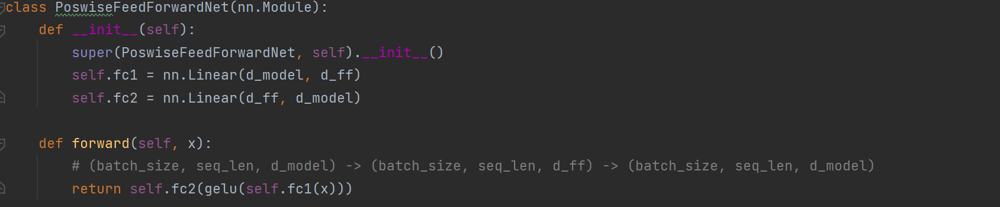 class PoswiseFeedForwardNet(nn.Module):
    def __init__(self):
        super(PoswiseFeedForwardNet, self).__init__()
        self.fc1 = nn.Linear(d_model, d_ff)
        self.fc2 = nn.Linear(d_ff, d_model)
    def forward(self, x):
        # (batch_size, seq_len, d_model) -> (batch_size, seq_len, d_ff) -> (batch_size, seq_len, d_model)
        return self.fc2(gelu(self.fc1(x)))